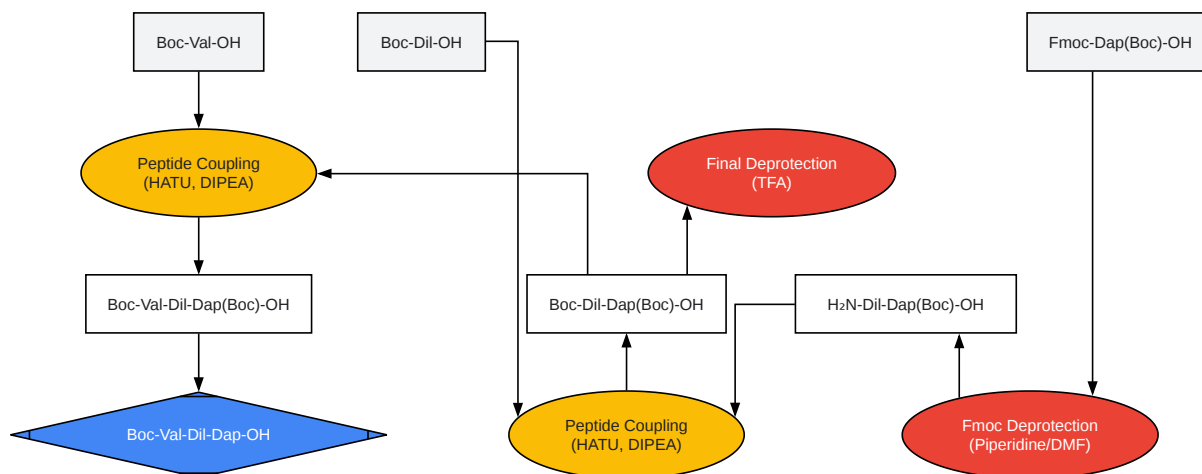 Boc-Val-OH
Boc-Dil-OH
Fmoc-Dap(Boc)-OH
Peptide Coupling
(HATU, DIPEA)
Final Deprotection
(TFA)
Boc-Val-Dil-Dap(Boc)-OH
Boc-Dil-Dap(Boc)-OH
H₂N-Dil-Dap(Boc)-OH
Boc-Val-Dil-Dap-OH
Peptide Coupling
(HATU, DIPEA)
Fmoc Deprotection
(Piperidine/DMF)